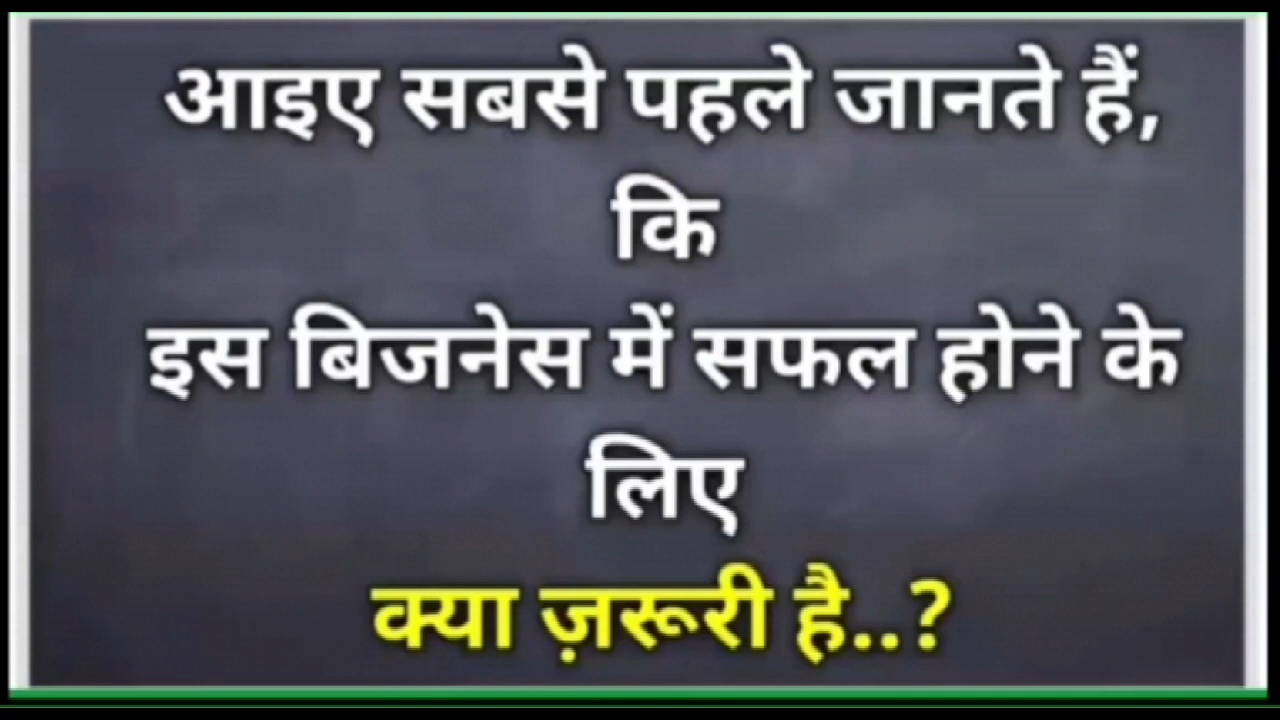 आइए सबसे पहले जानते हैं,
कि
इस बिजनेस में सफल होने के
लिए
क्या ज़रूरी है..?